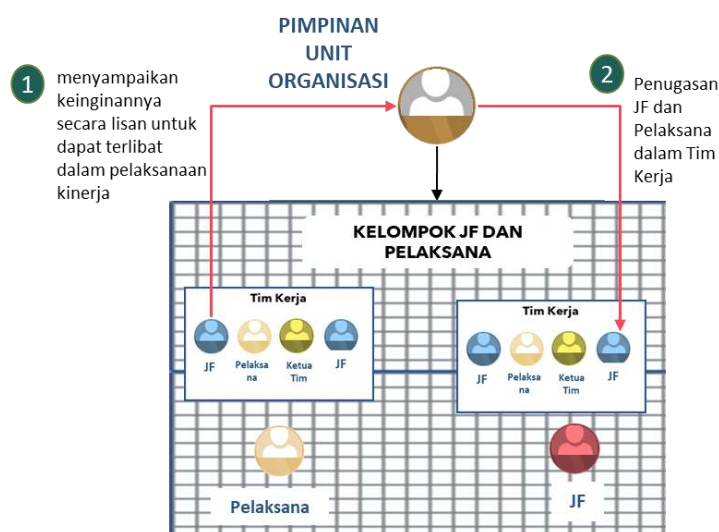 PIMPINAN
UNIT
ORGANISASI
1
menyampaikan
keinginannya
secara lisan untuk
dapat terlibat
dalam pelaksanaan
kinerja
2
Penugasan
JF dan
Pelaksana
dalam Tim
Kerja
KELOMPOK JF DAN
PELAKSANA
Tim Kerja
JF
Pelaksa
na
Ketua
Tim
JF
Tim Kerja
JF
Pelaksa
na
Ketua
Tim
JF
Pelaksana
JF